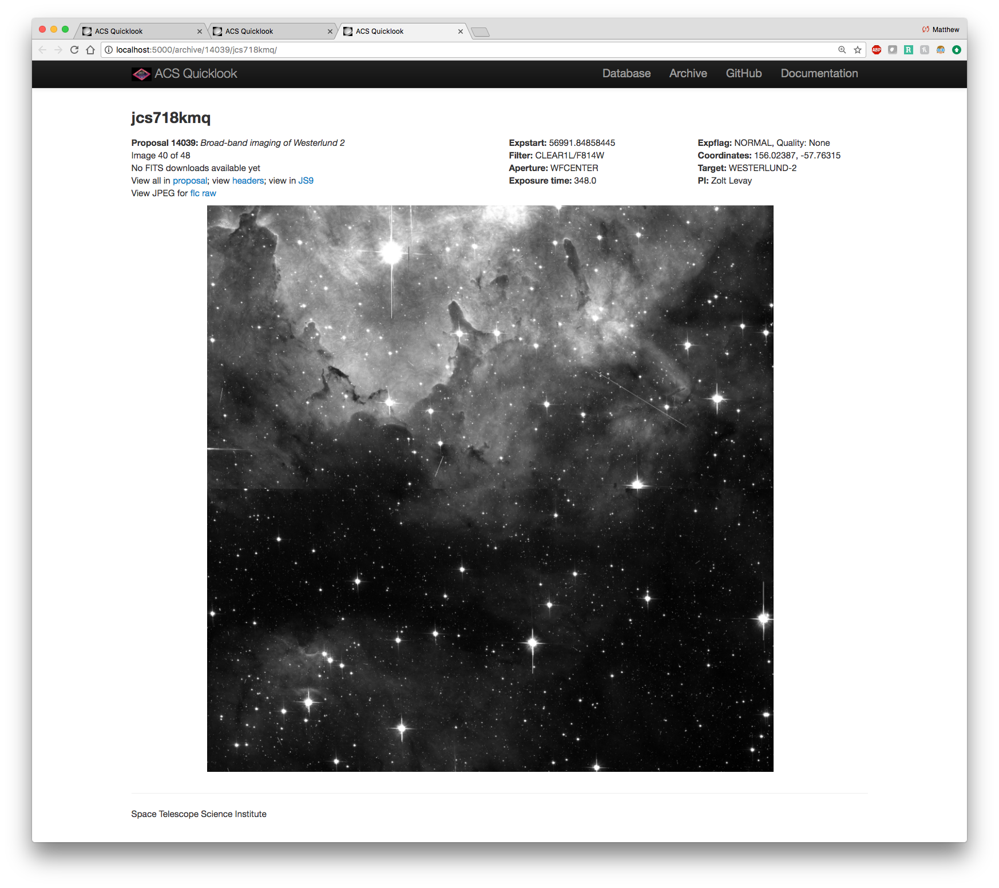 ACS Quicklook ACS Quicklook ACS Quicklook Matthew
localhost:5000/archive/14039/jcs718kmq/ ABP R
ACS Quicklook Database Archive GitHub Documentation
jcs718kmq
Proposal 14039: Broad-band imaging of Westerlund 2
Image 40 of 48
No FITS downloads available yet
View all in proposal; view headers; view in JS9
View JPEG for flc raw
Expstart: 56991.84858445
Filter: CLEAR1L/F814W
Aperture: WFCENTER
Exposure time: 348.0
Expflag: NORMAL, Quality: None
Coordinates: 156.02387, -57.76315
Target: WESTERLUND-2
PI: Zolt Levay
Space Telescope Science Institute